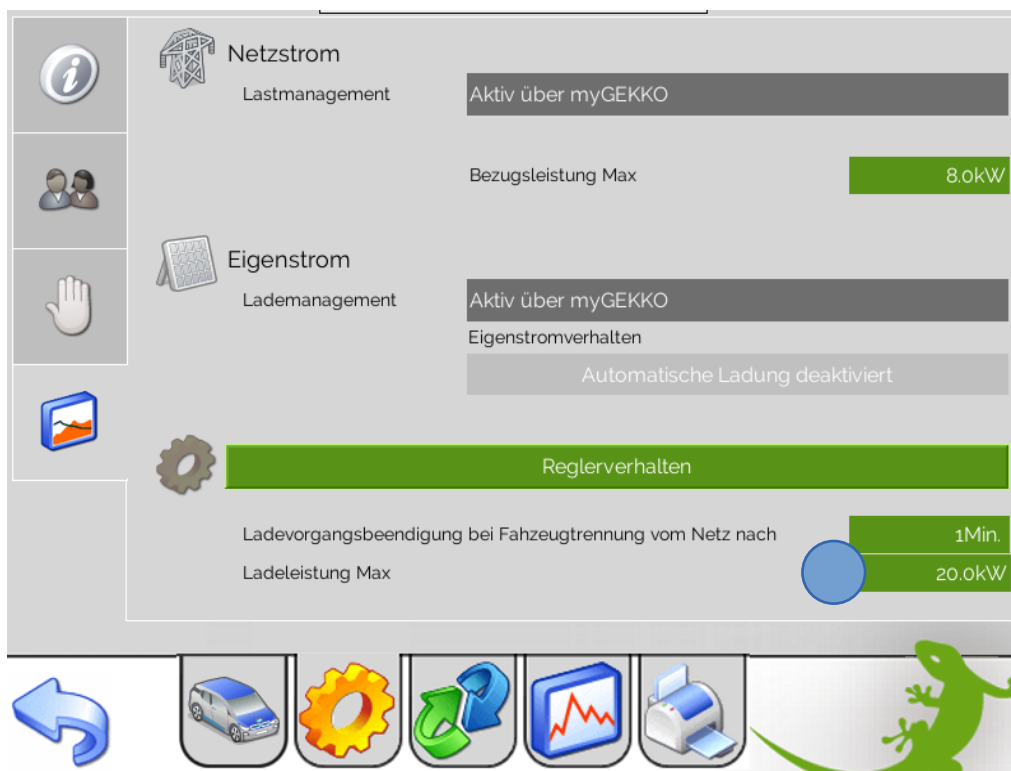 Netzstrom
Lastmanagement Aktiv über myGEKKO
Bezugsleistung Max 8.0kW
Eigenstrom
Lademanagement Aktiv über myGEKKO
Eigenstromverhalten
Automatische Ladung deaktiviert
Reglerverhalten
Ladevorgangsbeendigung bei Fahrzeugtrennung vom Netz nach 1Min.
Ladeleistung Max 20.0kW